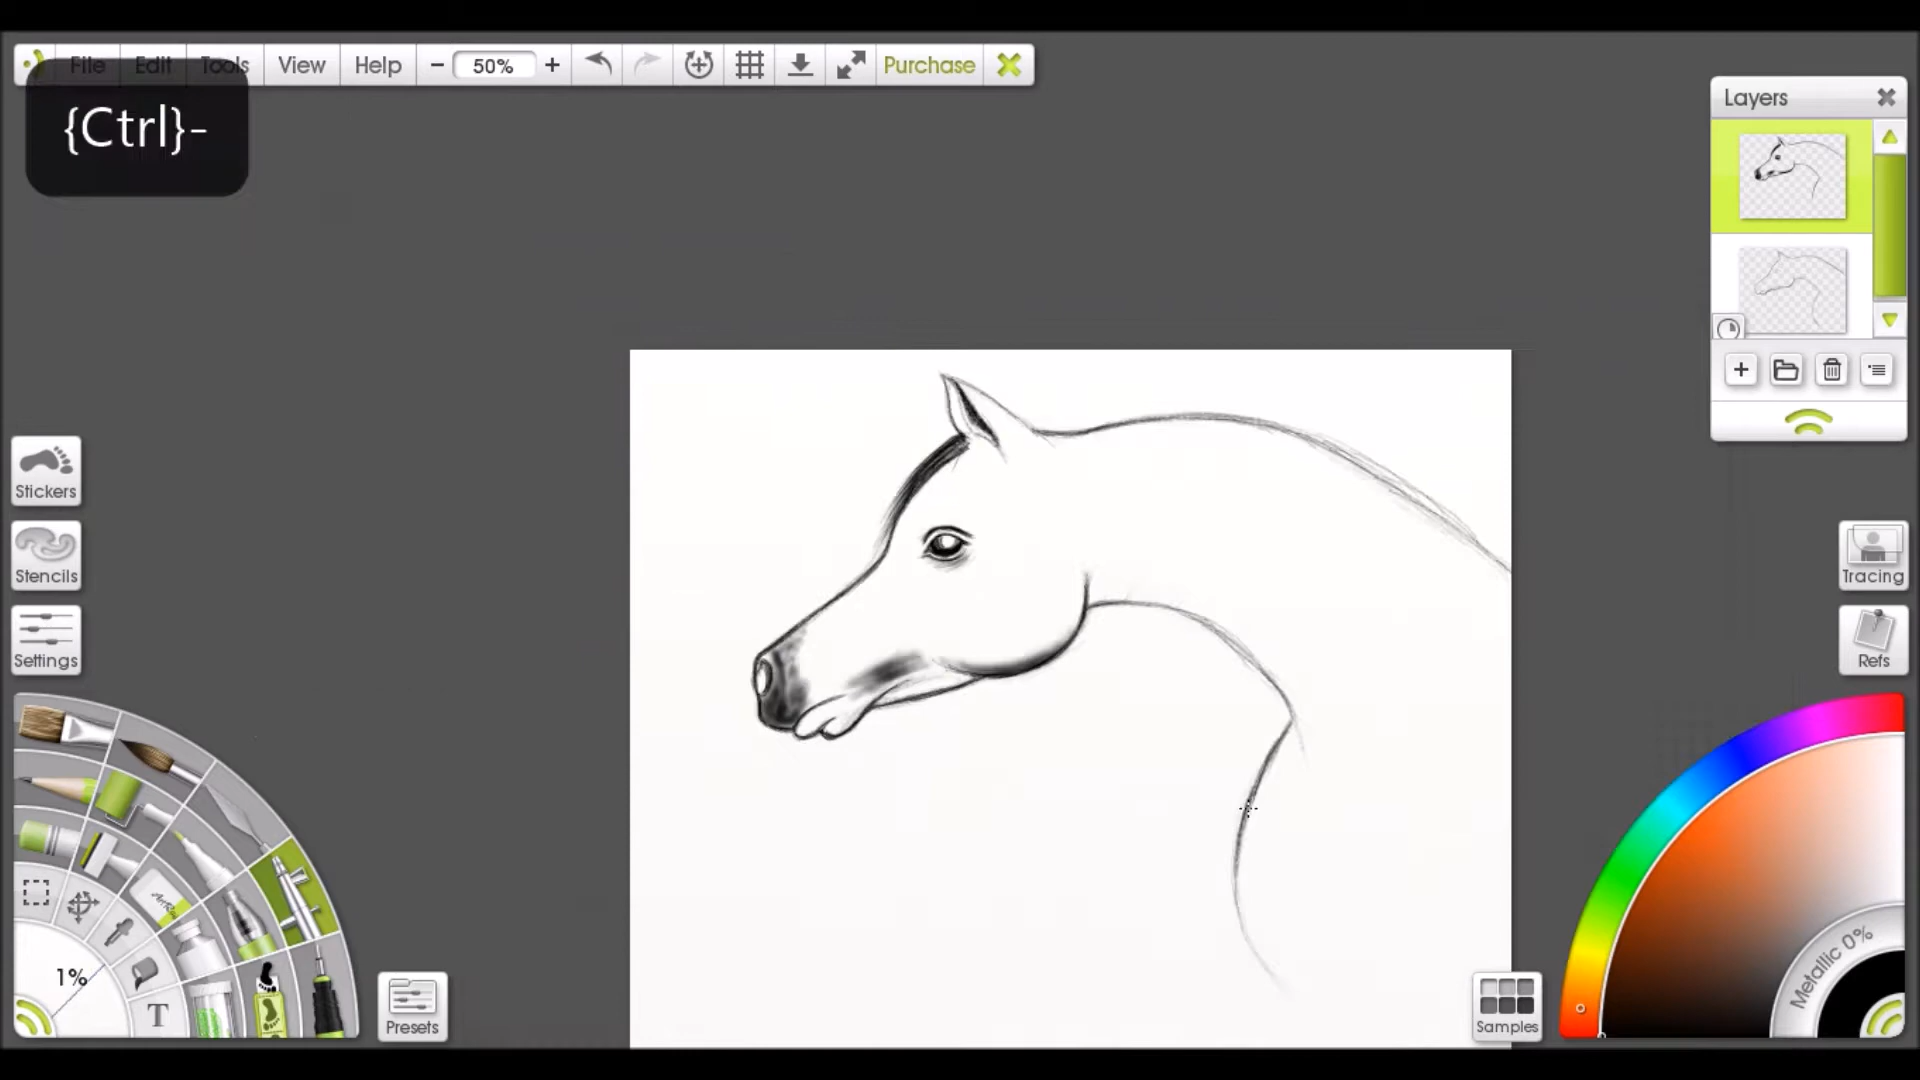 File Edit Tools View Help − 50% + Purchase
{Ctrl}-
Layers
Stickers
Stencils
Settings
Tracing
Refs
1%
T
Presets
Samples
Metallic 0%